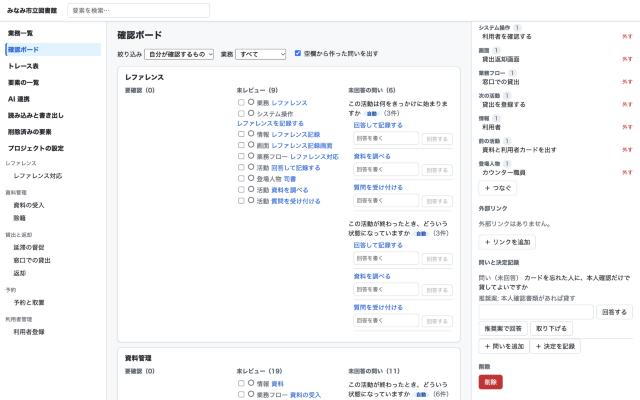 みなみ市立図書館
要素を検索…
業務一覧
確認ボード
トレース表
要素の一覧
AI 連携
読み込みと書き出し
削除済みの要素
プロジェクトの設定
レファレンス
レファレンス対応
資料管理
資料の受入
除籍
貸出と返却
延滞の督促
窓口での貸出
返却
予約
予約と取置
利用者管理
利用者登録
確認ボード
絞り込み 自分が確認するもの 業務 すべて 空欄から作った問いを出す
レファレンス
要確認（0）
未レビュー（9）
業務 レファレンス
システム操作
レファレンスを記録する
情報 レファレンス記録
画面 レファレンス記録画面
業務フロー レファレンス対応
活動 回答して記録する
登場人物 司書
活動 資料を調べる
活動 質問を受け付ける
未回答の問い（6）
この活動は何をきっかけに始まりま
すか 自動 （3件）
回答して記録する
回答を書く 回答する
資料を調べる
回答を書く 回答する
質問を受け付ける
回答を書く 回答する
この活動が終わったとき、どういう
状態になっていますか 自動 （3件）
回答して記録する
回答を書く 回答する
資料を調べる
回答を書く 回答する
質問を受け付ける
回答を書く 回答する
資料管理
要確認（0）
未レビュー（19）
情報 資料
業務フロー 資料の受入
未回答の問い（11）
この活動が終わったとき、どういう
状態になっていますか 自動 （6件）
システム操作 1
利用者を確認する 外す
画面 1
貸出返却画面 外す
業務フロー 1
窓口での貸出 外す
次の活動 1
貸出を登録する 外す
情報 1
利用者 外す
前の活動 1
資料と利用者カードを出す 外す
登場人物 1
カウンター職員 外す
＋ つなぐ
外部リンク
外部リンクはありません。
＋ リンクを追加
問いと決定記録
問い（未回答） カードを忘れた人に、本人確認だけで
貸してよいですか
推奨案: 本人確認書類があれば貸す
回答する
推奨案で回答 取り下げる
＋ 問いを追加 ＋ 決定を記録
削除
削除